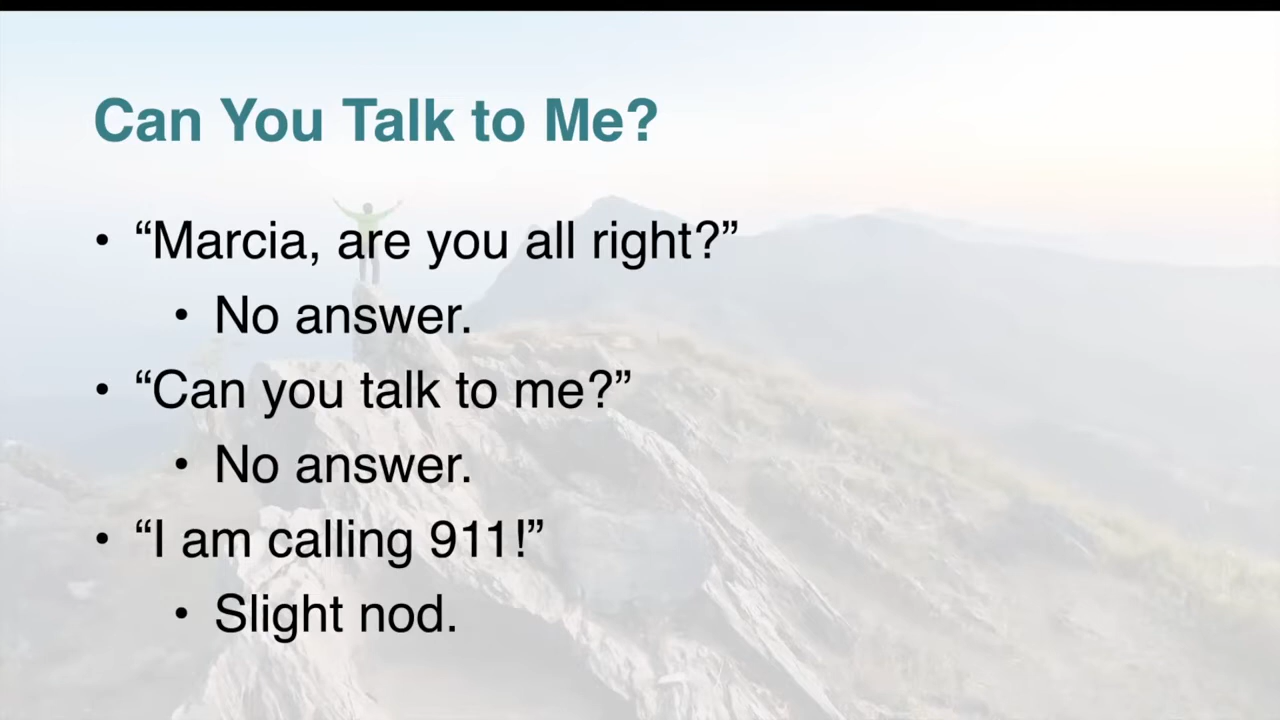 Can You Talk to Me?
• “Marcia, are you all right?”
• No answer.
• “Can you talk to me?”
• No answer.
• “I am calling 911!”
• Slight nod.